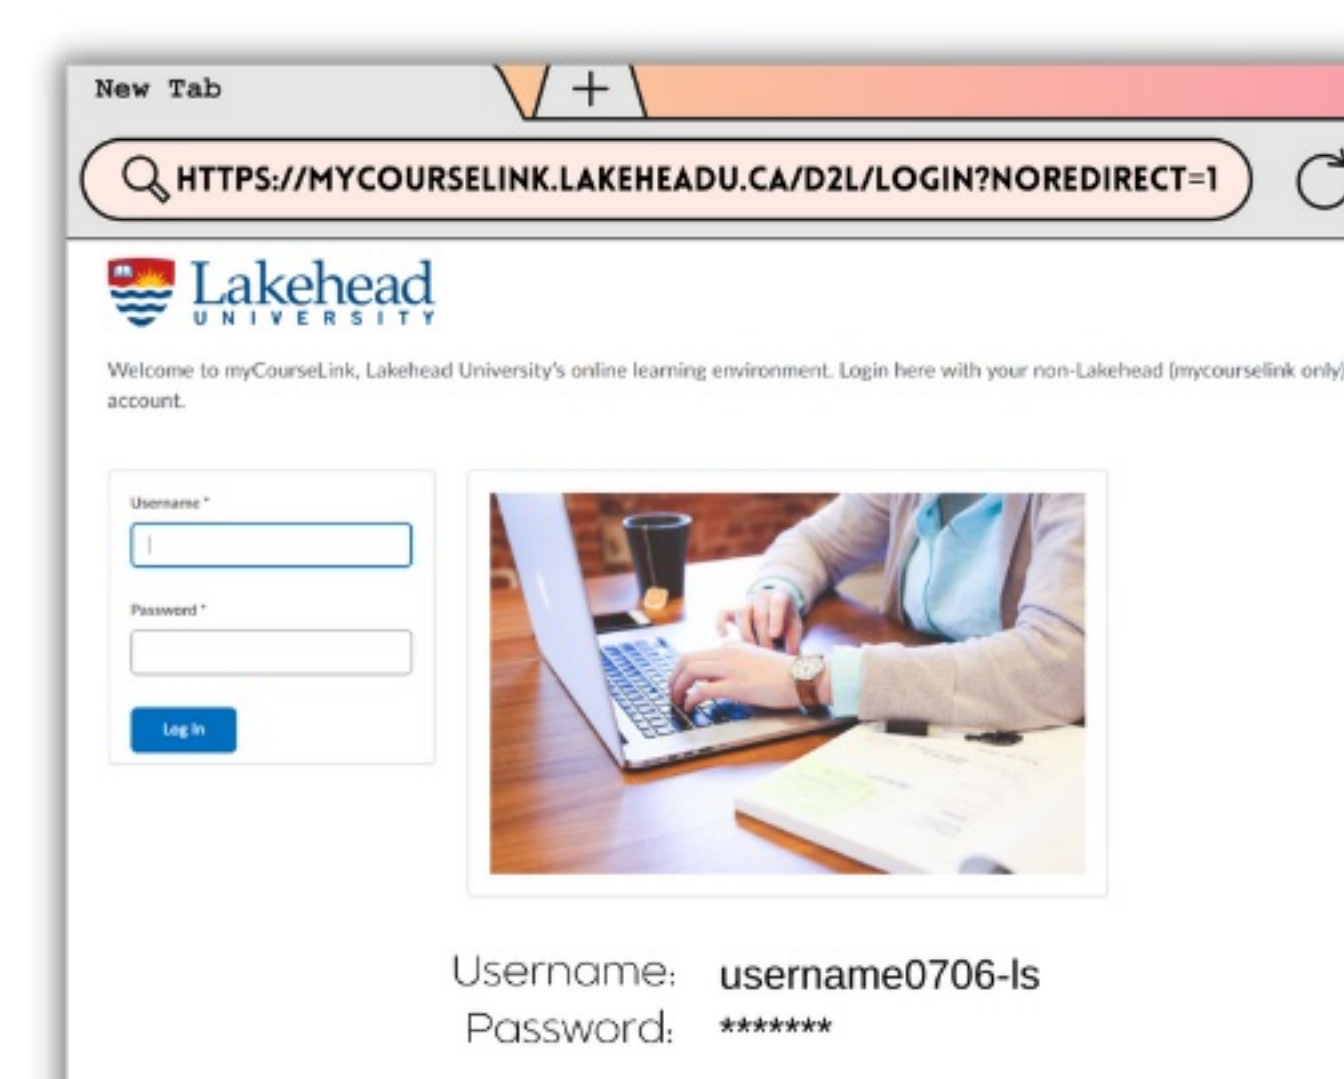 New Tab
+
HTTPS://MYCOURSELINK.LAKEHEADU.CA/D2L/LOGIN?NOREDIRECT=1
Lakehead
UNIVERSITY
Welcome to myCourseLink, Lakehead University's online learning environment. Login here with your non-Lakehead (mycourselink only)
account.
Username *
Password *
Log In
Username: username0706-ls
Password: *******